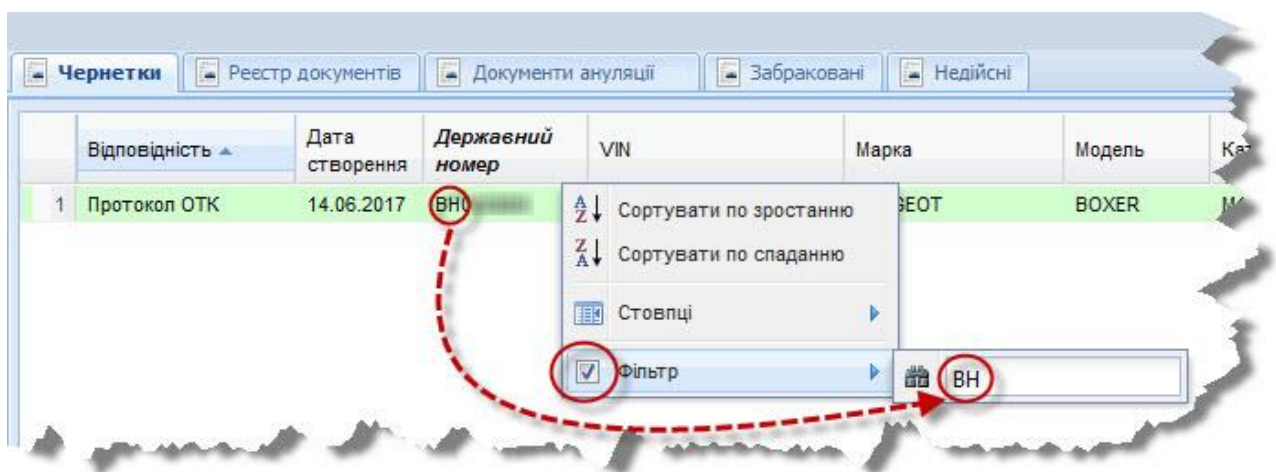 Чернетки Реєстр документів Документи ануляції Забраковані Недійсні
Відповідність Дата створення Державний номер VIN Марка Модель
1 Протокол ОТК 14.06.2017 ВН BOXER
Сортувати по зростанню
Сортувати по спаданню
Стовпці
Фільтр ВН